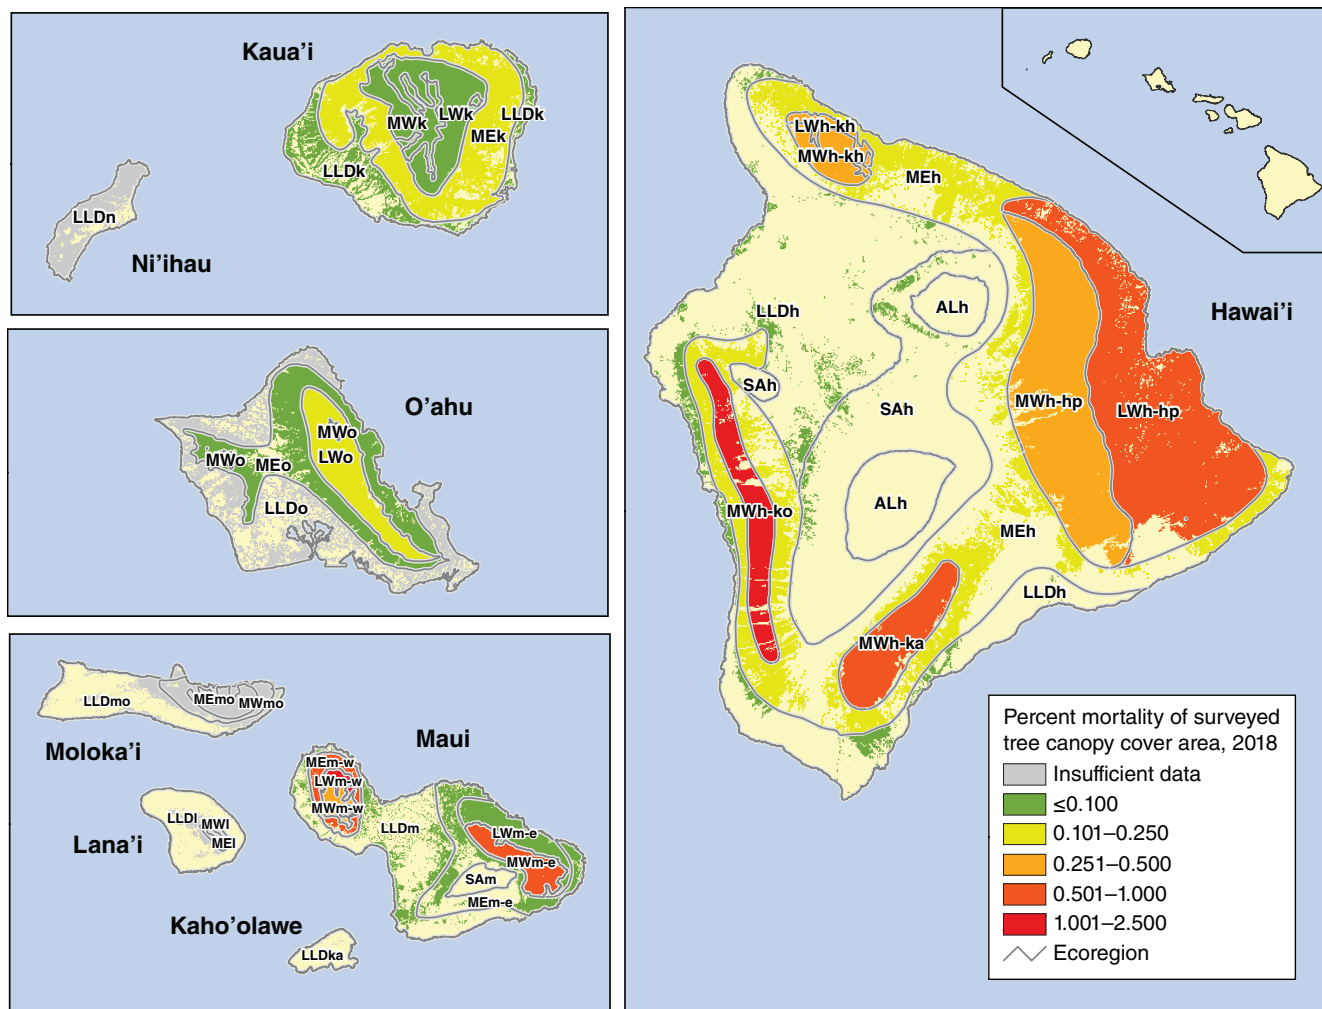 Kaua'i
MWk
LWk
LLDk
MEk
LLDk
LLDn
Ni'ihau
O'ahu
MWo
MWo
MEo
LWo
LLDo
LLDmo
MEmo
MWmo
Moloka'i
Maui
MEm-w
LWm-w
MWm-w
LLDl
MWl
MEl
Lana'i
LLDm
LWm-e
MWm-e
SAm
MEm-e
Kaho'olawe
LLDka
LWh-kh
MWh-kh
MEh
Hawai'i
ALh
LLDh
SAh
SAh
MWh-hp
LWh-hp
MWh-ko
ALh
MEh
LLDh
MWh-ka
Percent mortality of surveyed
tree canopy cover area, 2018
Insufficient data
≤0.100
0.101–0.250
0.251–0.500
0.501–1.000
1.001–2.500
Ecoregion